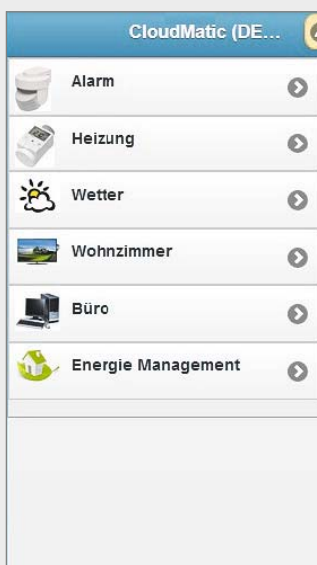 CloudMatic (DE...
Alarm
Heizung
Wetter
Wohnzimmer
Büro
Energie Management